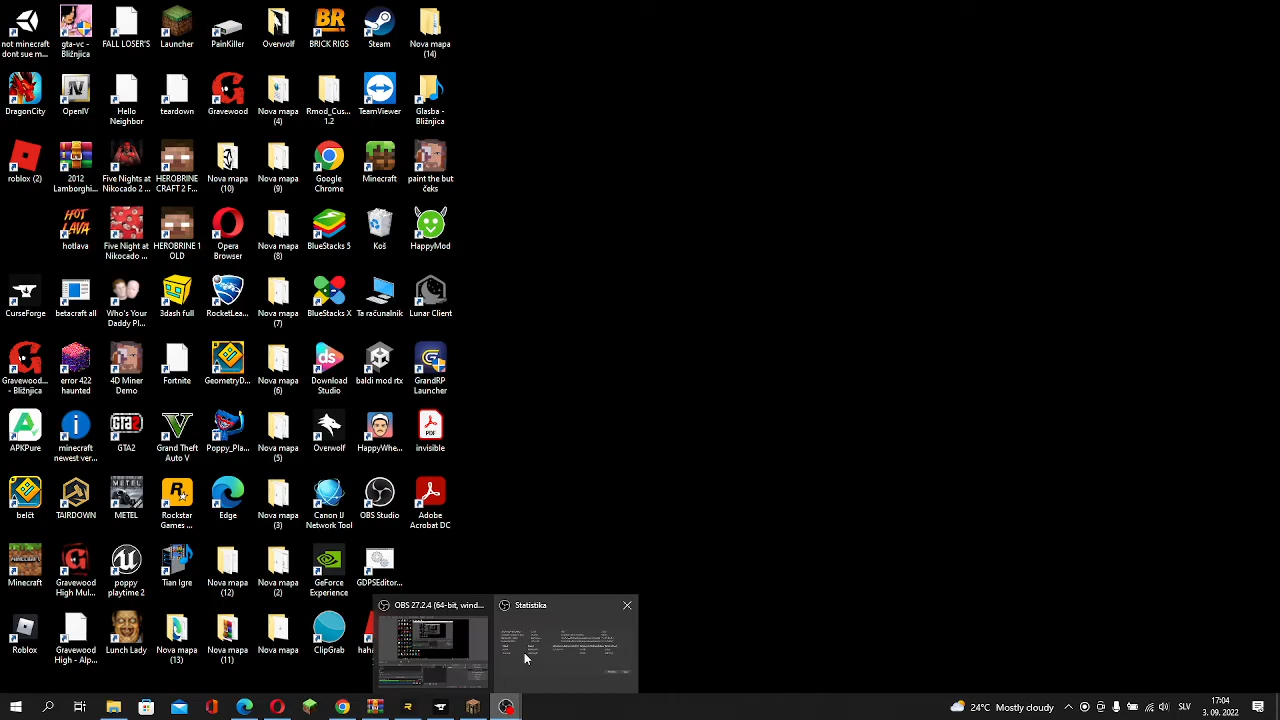 not minecraft dont sue m...
gta-vc - Bližnjica
FALL LOSER'S
Launcher
PainKiller
Overwolf
BRICK RIGS
Steam
Nova mapa (14)
DragonCity
OpenIV
Hello Neighbor
teardown
Gravewood
Nova mapa (4)
Rmod_Cus... 1.2
TeamViewer
Glasba - Bližnjica
roblox (2)
2012 Lamborghi...
Five Nights at Nikocado 2 ...
HEROBRINE CRAFT 2 F...
Nova mapa (10)
Nova mapa (9)
Google Chrome
Minecraft
paint the but čeks
hotlava
Five Night at Nikocado ...
HEROBRINE 1 OLD
Opera Browser
Nova mapa (8)
BlueStacks 5
Koš
HappyMod
CurseForge
betacraft all
Who's Your Daddy Pl...
3dash full
RocketLea...
Nova mapa (7)
BlueStacks X
Ta računalnik
Lunar Client
Gravewood... - Bližnjica
error 422 haunted
4D Miner Demo
Fortnite
GeometryD...
Nova mapa (6)
Download Studio
baldi mod rtx
GrandRP Launcher
APKPure
minecraft newest ver...
GTA2
Grand Theft Auto V
Poppy_Pla...
Nova mapa (5)
Overwolf
HappyWhe...
invisible
belčt
TAIRDOWN
METEL
Rockstar Games ...
Edge
Nova mapa (3)
Canon IJ Network Tool
OBS Studio
Adobe Acrobat DC
Minecraft
Gravewood High Mul...
poppy playtime 2
Tian Igre
Nova mapa (12)
Nova mapa (2)
GeForce Experience
GDPSEditor...
Nova mapa (13)
Nova mapa (11)
OBS 27.2.4 (64-bit, wind...
Statistika
24°C Mostly cloudy
SLV
17:04
3. 09. 2022